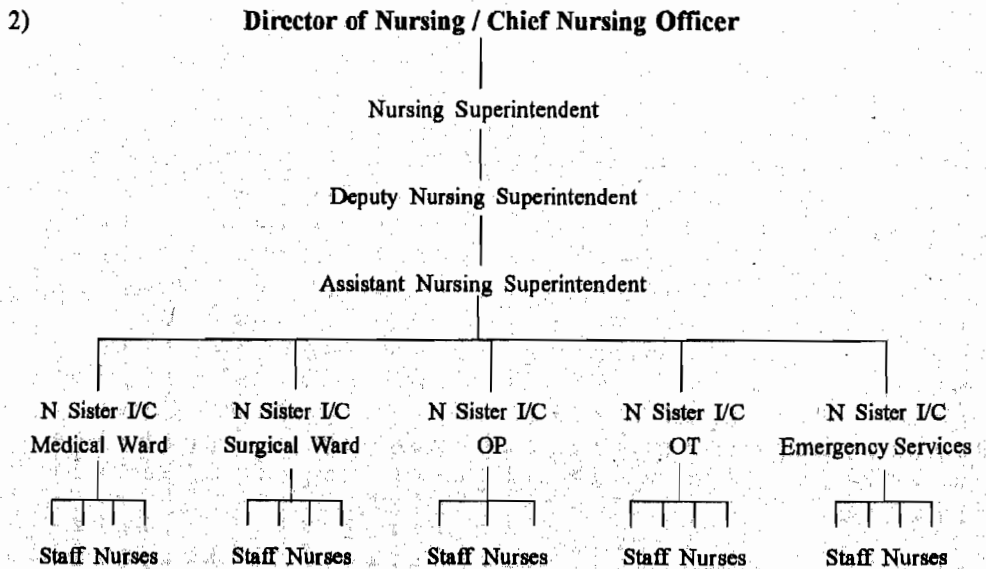 2) Director of Nursing / Chief Nursing Officer
Nursing Superintendent
Deputy Nursing Superintendent
Assistant Nursing Superintendent
N Sister I/C N Sister I/C N Sister I/C N Sister I/C N Sister I/C
Medical Ward Surgical Ward OP OT Emergency Services
Staff Nurses Staff Nurses Staff Nurses Staff Nurses Staff Nurses